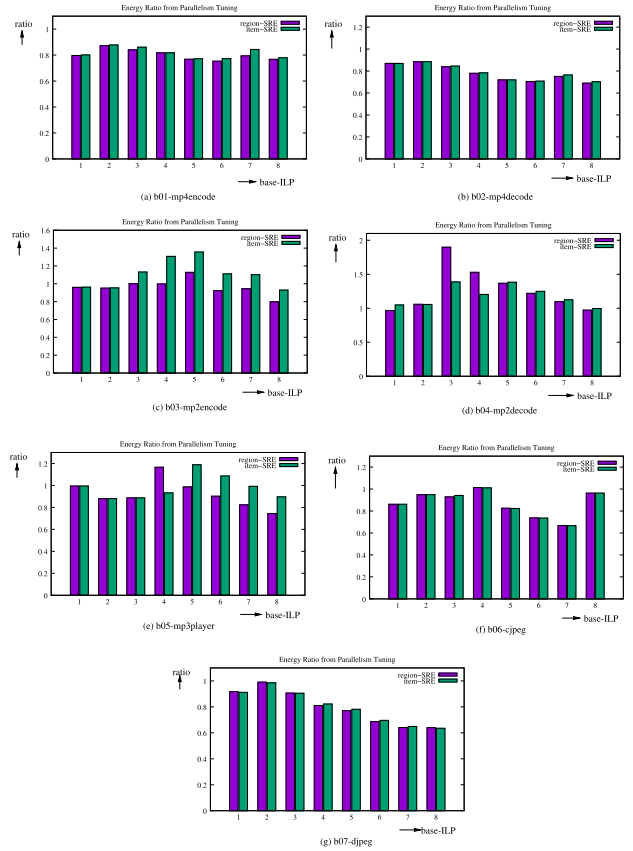 Energy Ratio from Parallelism Tuning
ratio
region-SRE
item-SRE
1
0.8
0.6
0.4
0.2
0
1 2 3 4 5 6 7 8
base-ILP
(a) b01-mp4encode
Energy Ratio from Parallelism Tuning
ratio
region-SRE
item-SRE
1.2
1
0.8
0.6
0.4
0.2
0
1 2 3 4 5 6 7 8
base-ILP
(b) b02-mp4decode
Energy Ratio from Parallelism Tuning
ratio
region-SRE
item-SRE
1.6
1.4
1.2
1
0.8
0.6
0.4
0.2
0
1 2 3 4 5 6 7 8
base-ILP
(c) b03-mp2encode
Energy Ratio from Parallelism Tuning
ratio
region-SRE
item-SRE
2
1.5
1
0.5
0
1 2 3 4 5 6 7 8
base-ILP
(d) b04-mp2decode
Energy Ratio from Parallelism Tuning
ratio
region-SRE
item-SRE
1.2
1
0.8
0.6
0.4
0.2
0
1 2 3 4 5 6 7 8
base-ILP
(e) b05-mp3player
Energy Ratio from Parallelism Tuning
ratio
region-SRE
item-SRE
1.2
1
0.8
0.6
0.4
0.2
0
1 2 3 4 5 6 7 8
base-ILP
(f) b06-cjpeg
Energy Ratio from Parallelism Tuning
ratio
region-SRE
item-SRE
1
0.8
0.6
0.4
0.2
0
1 2 3 4 5 6 7 8
base-ILP
(g) b07-djpeg